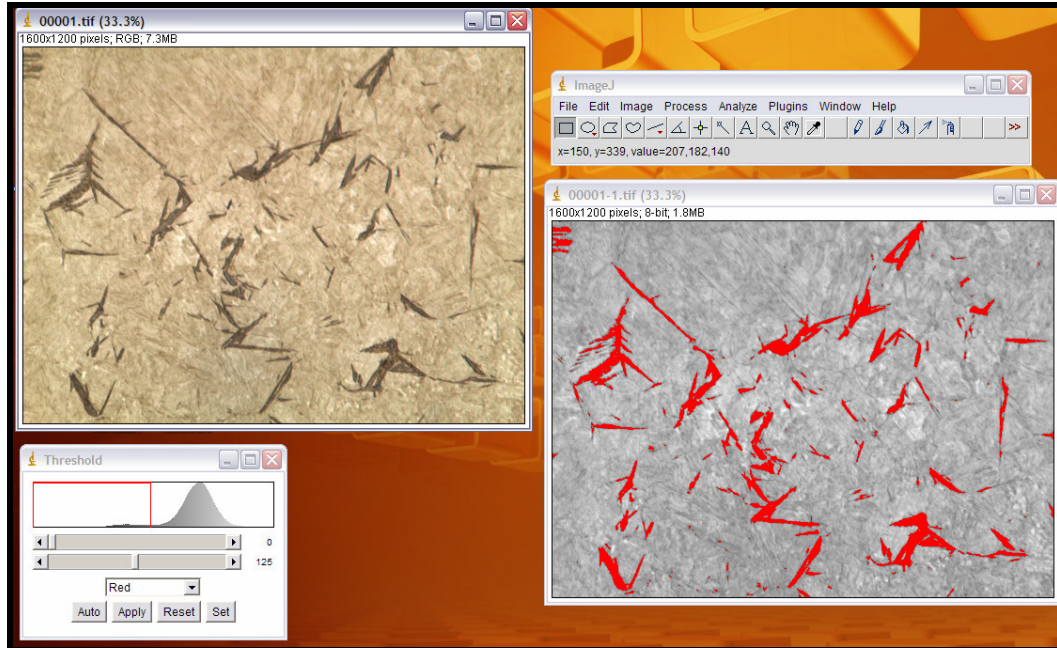 00001.tif (33.3%)
1600x1200 pixels; RGB; 7.3MB
ImageJ
File Edit Image Process Analyze Plugins Window Help
A
>>
x=150, y=339, value=207,182,140
00001-1.tif (33.3%)
1600x1200 pixels; 8-bit; 1.8MB
Threshold
0
125
Red
Auto Apply Reset Set